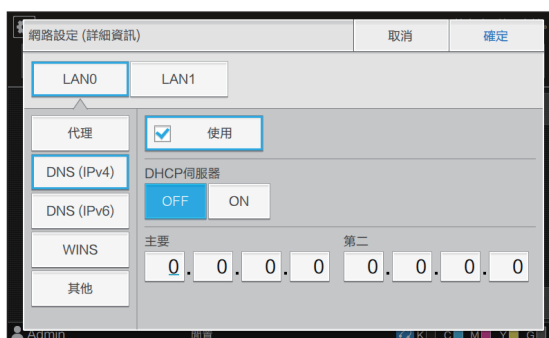 網路設定 (詳細資訊) 取消 確定
LAN0 LAN1
代理 使用
DNS (IPv4) DHCP伺服器
OFF ON
DNS (IPv6)
主要 第二
WINS 0. 0. 0. 0 0. 0. 0. 0
其他
Admin 閒置 K C M Y G